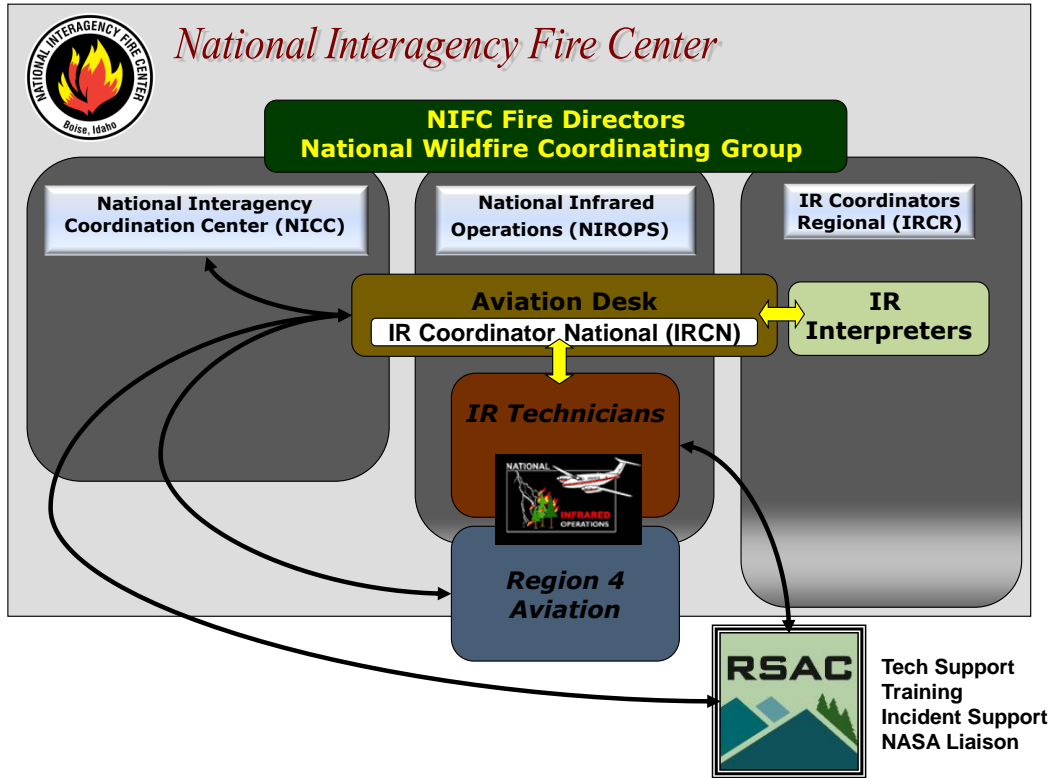 National Interagency Fire Center
NATIONAL INTERAGENCY FIRE CENTER
Boise, Idaho
NIFC Fire Directors
National Wildfire Coordinating Group
National Interagency
Coordination Center (NICC)
National Infrared
Operations (NIROPS)
IR Coordinators
Regional (IRCR)
Aviation Desk
IR Coordinator National (IRCN)
IR
Interpreters
IR Technicians
NATIONAL
INFRARED
OPERATIONS
Region 4
Aviation
RSAC
Tech Support
Training
Incident Support
NASA Liaison